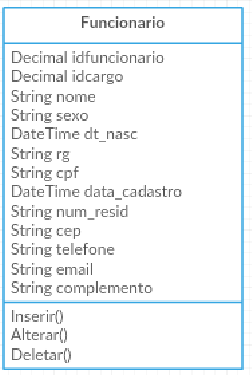 Funcionario
Decimal idfuncionario
Decimal idcargo
String nome
String sexo
DateTime dt_nasc
String rg
String cpf
DateTime data_cadastro
String num_resid
String cep
String telefone
String email
String complemento
Inserir()
Alterar()
Deletar()